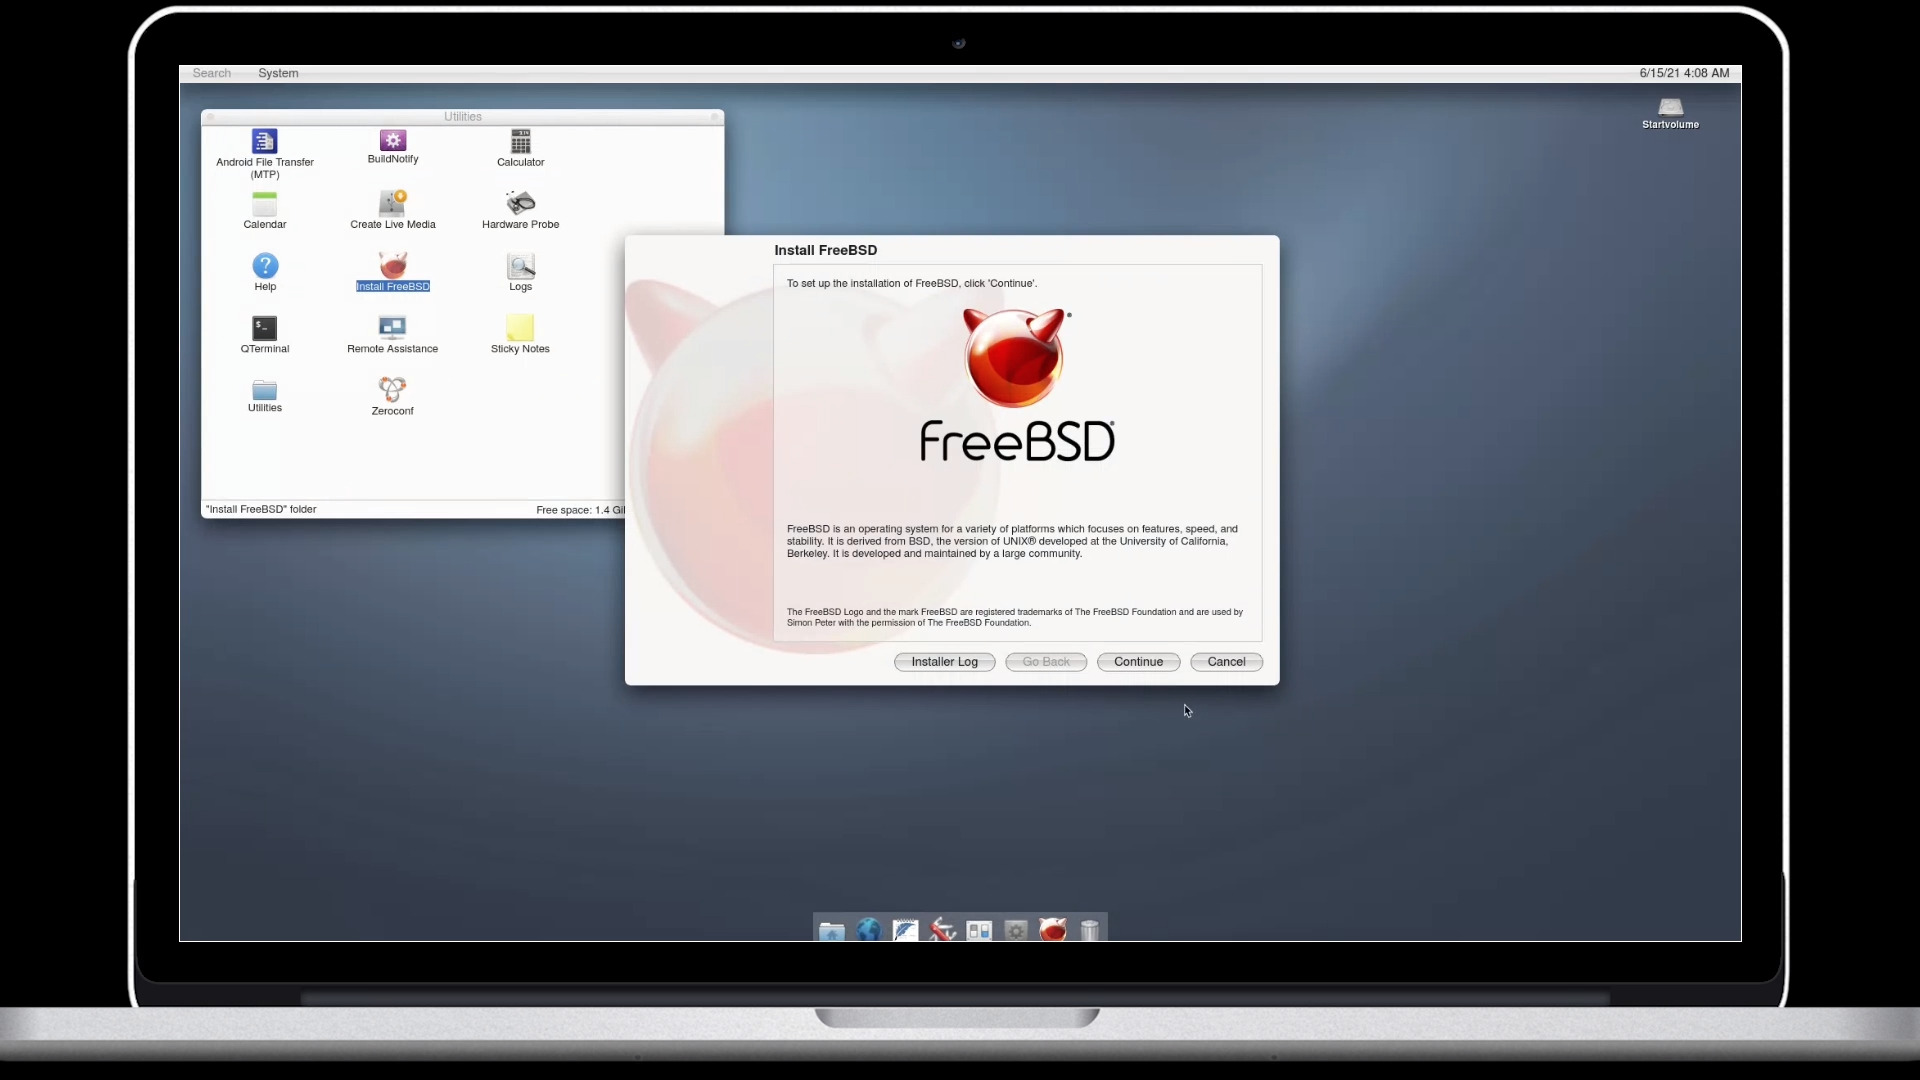 Search System 6/15/21 4:08 AM
Startvolume
Utilities
Android File Transfer
(MTP)
BuildNotify
Calculator
Calendar
Create Live Media
Hardware Probe
Help
Install FreeBSD
Logs
QTerminal
Remote Assistance
Sticky Notes
Utilities
Zeroconf
"Install FreeBSD" folder
Free space: 1.4
Install FreeBSD
To set up the installation of FreeBSD, click 'Continue'.
FreeBSD
FreeBSD is an operating system for a variety of platforms which focuses on features, speed, and
stability. It is derived from BSD, the version of UNIX® developed at the University of California,
Berkeley. It is developed and maintained by a large community.
The FreeBSD Logo and the mark FreeBSD are registered trademarks of The FreeBSD Foundation and are used by
Simon Peter with the permission of The FreeBSD Foundation.
Installer Log Go Back Continue Cancel